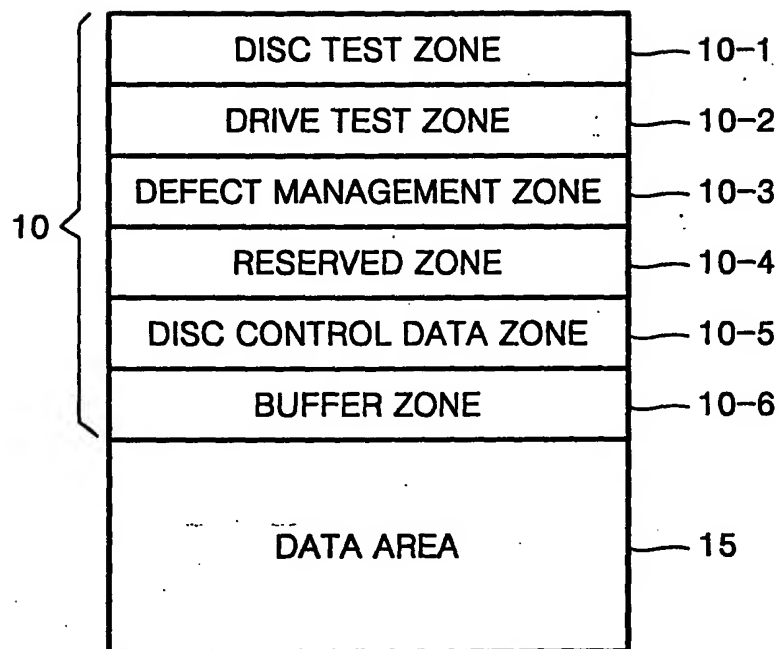 DISC TEST ZONE 10-1
DRIVE TEST ZONE 10-2
DEFECT MANAGEMENT ZONE 10-3
10
RESERVED ZONE 10-4
DISC CONTROL DATA ZONE 10-5
BUFFER ZONE 10-6
DATA AREA 15